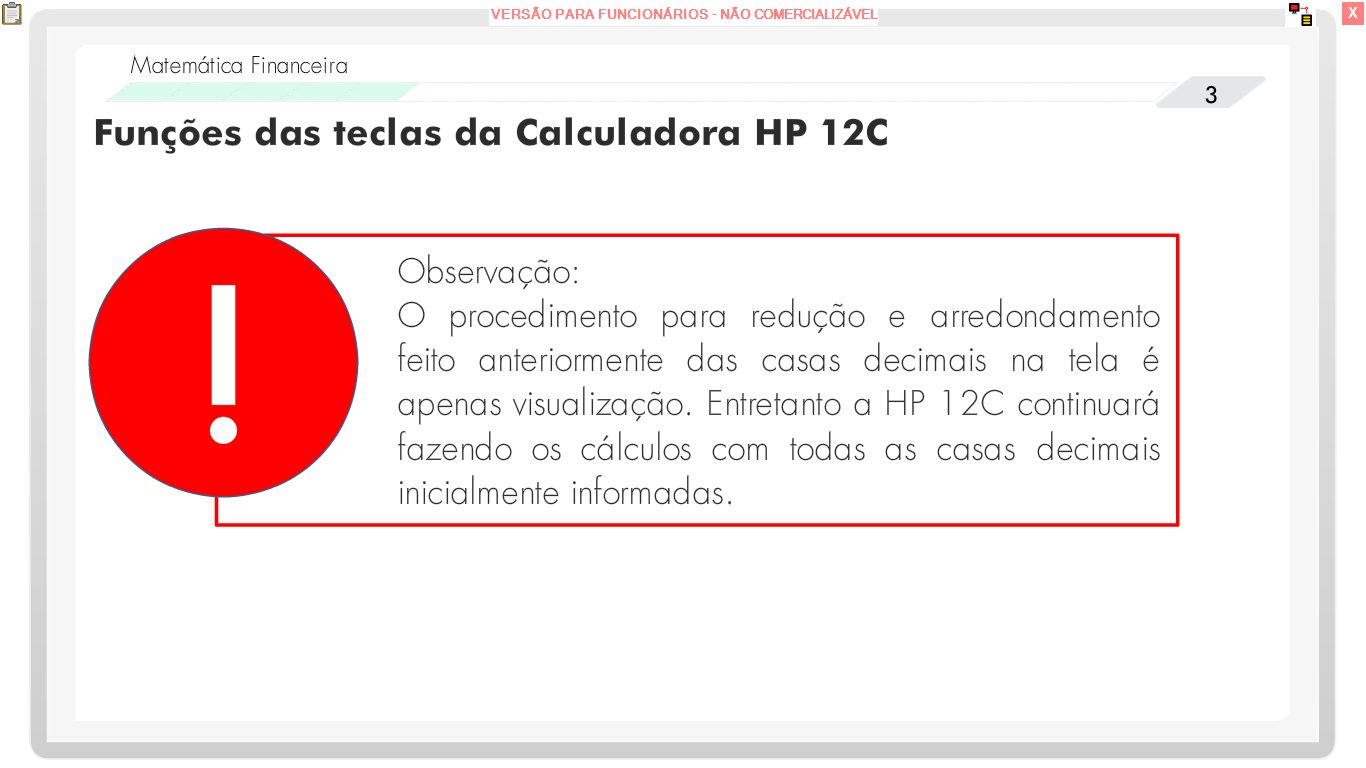 VERSÃO PARA FUNCIONÁRIOS - NÃO COMERCIALIZÁVEL
X
Matemática Financeira
3
Funções das teclas da Calculadora HP 12C
!
Observação:
O procedimento para redução e arredondamento
feito anteriormente das casas decimais na tela é
apenas visualização. Entretanto a HP 12C continuará
fazendo os cálculos com todas as casas decimais
inicialmente informadas.